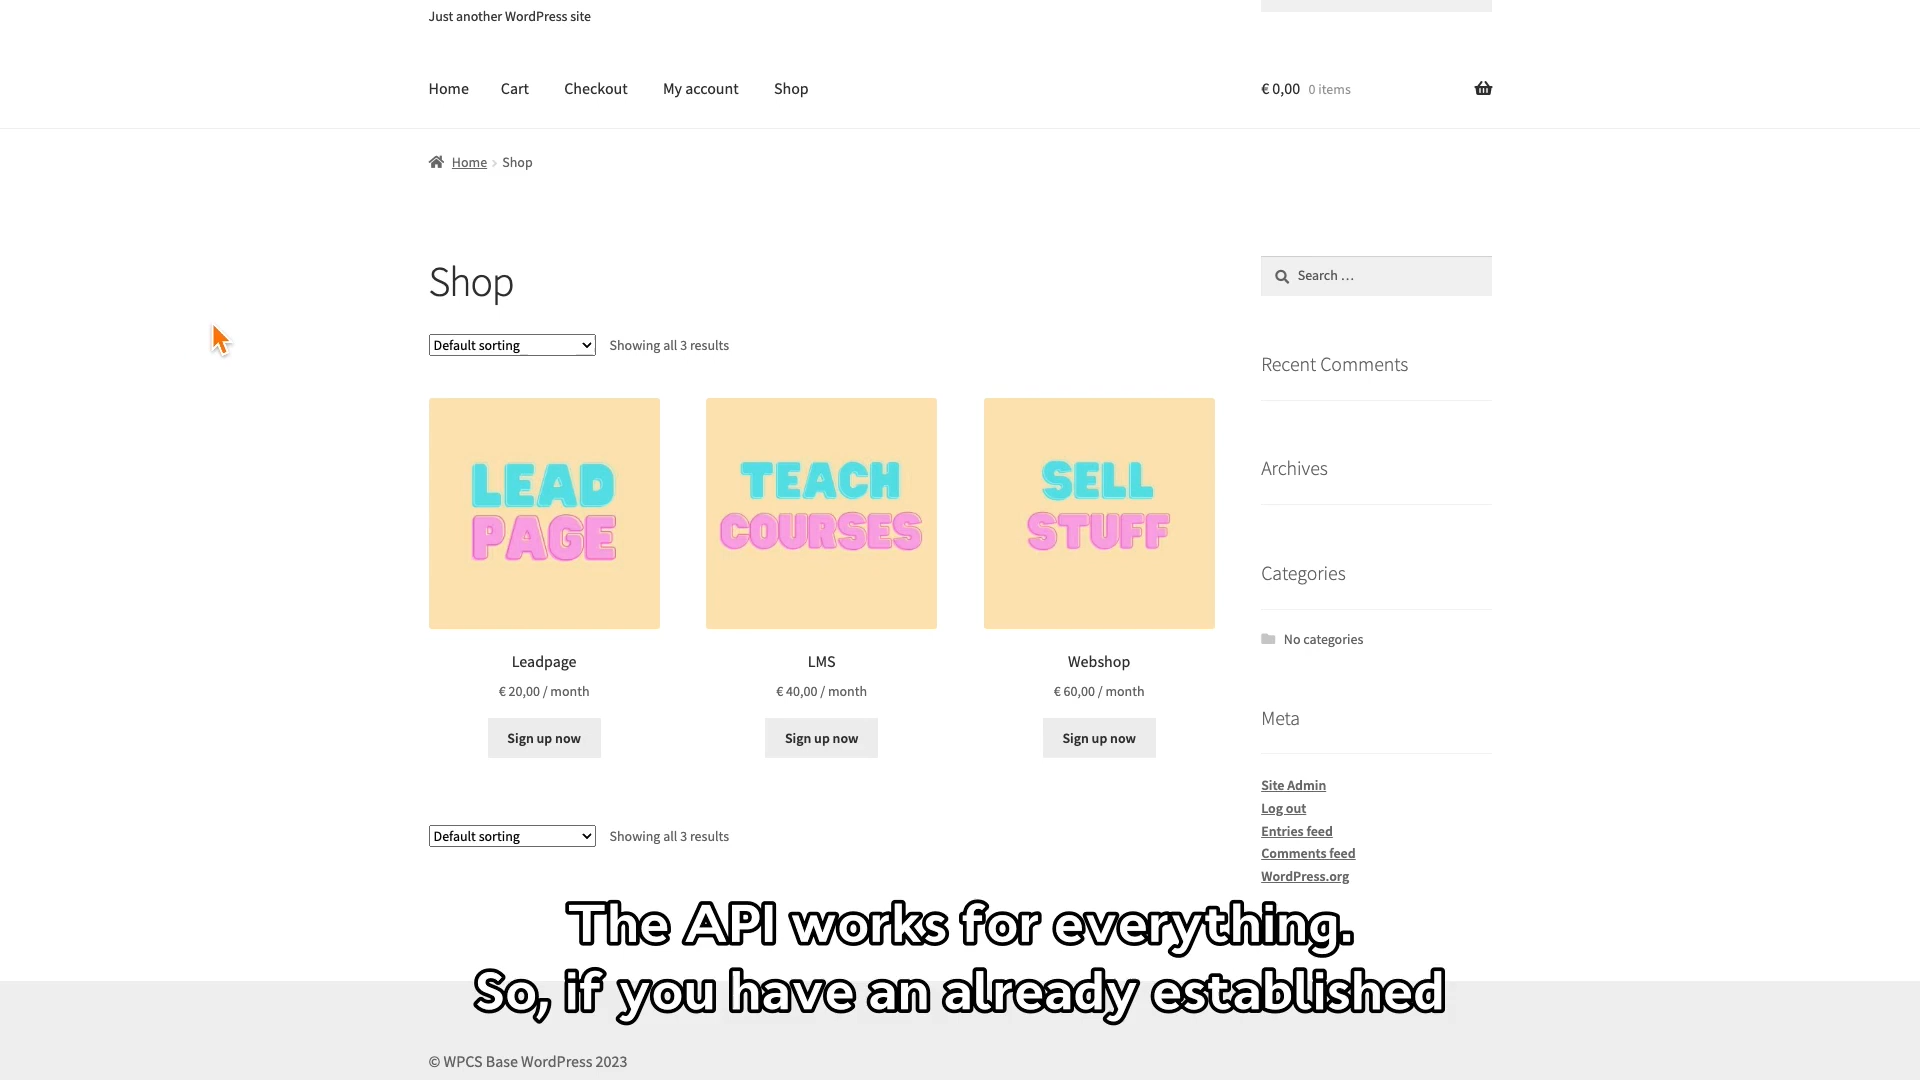 Just another WordPress site
Home Cart Checkout My account Shop
€ 0,00 0 items
Home › Shop
Shop
Default sorting Showing all 3 results
LEAD
PAGE
TEACH
COURSES
SELL
STUFF
Leadpage
€ 20,00 / month
Sign up now
LMS
€ 40,00 / month
Sign up now
Webshop
€ 60,00 / month
Sign up now
Default sorting Showing all 3 results
Search …
Recent Comments
Archives
Categories
No categories
Meta
Site Admin
Log out
Entries feed
Comments feed
WordPress.org
The API works for everything.
So, if you have an already established
© WPCS Base WordPress 2023